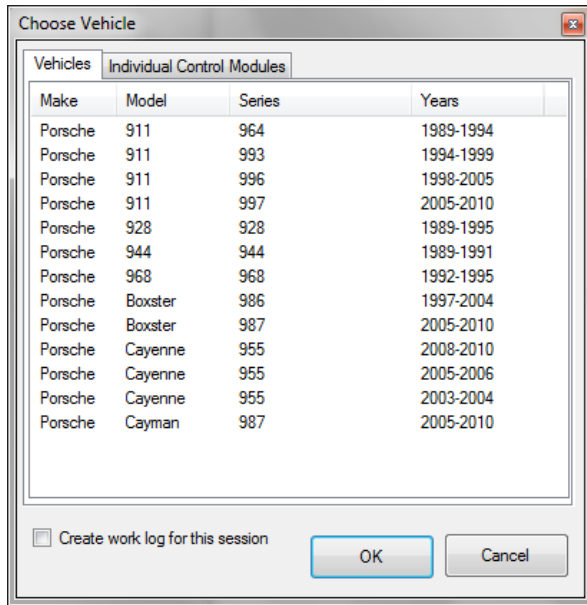 Choose Vehicle
Vehicles Individual Control Modules
Make Model Series Years
Porsche 911 964 1989-1994
Porsche 911 993 1994-1999
Porsche 911 996 1998-2005
Porsche 911 997 2005-2010
Porsche 928 928 1989-1995
Porsche 944 944 1989-1991
Porsche 968 968 1992-1995
Porsche Boxster 986 1997-2004
Porsche Boxster 987 2005-2010
Porsche Cayenne 955 2008-2010
Porsche Cayenne 955 2005-2006
Porsche Cayenne 955 2003-2004
Porsche Cayman 987 2005-2010
Create work log for this session
OK Cancel